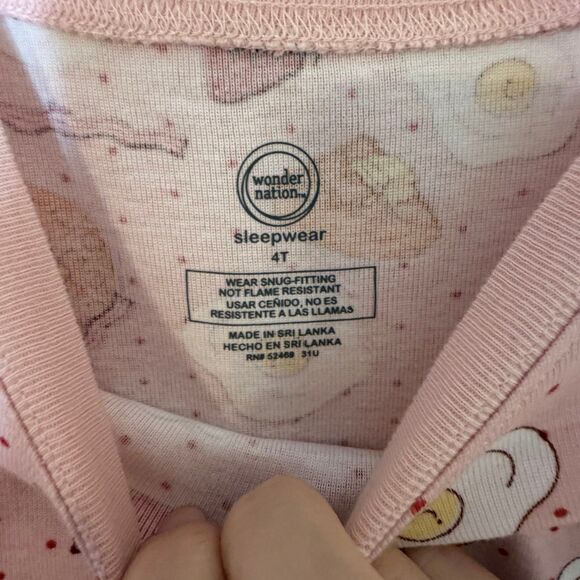 wonder
nation™
sleepwear
4T
WEAR SNUG-FITTING
NOT FLAME RESISTANT
USAR CEÑIDO, NO ES
RESISTENTE A LAS LLAMAS
MADE IN SRI LANKA
HECHO EN SRI LANKA
RN# 52469 31U